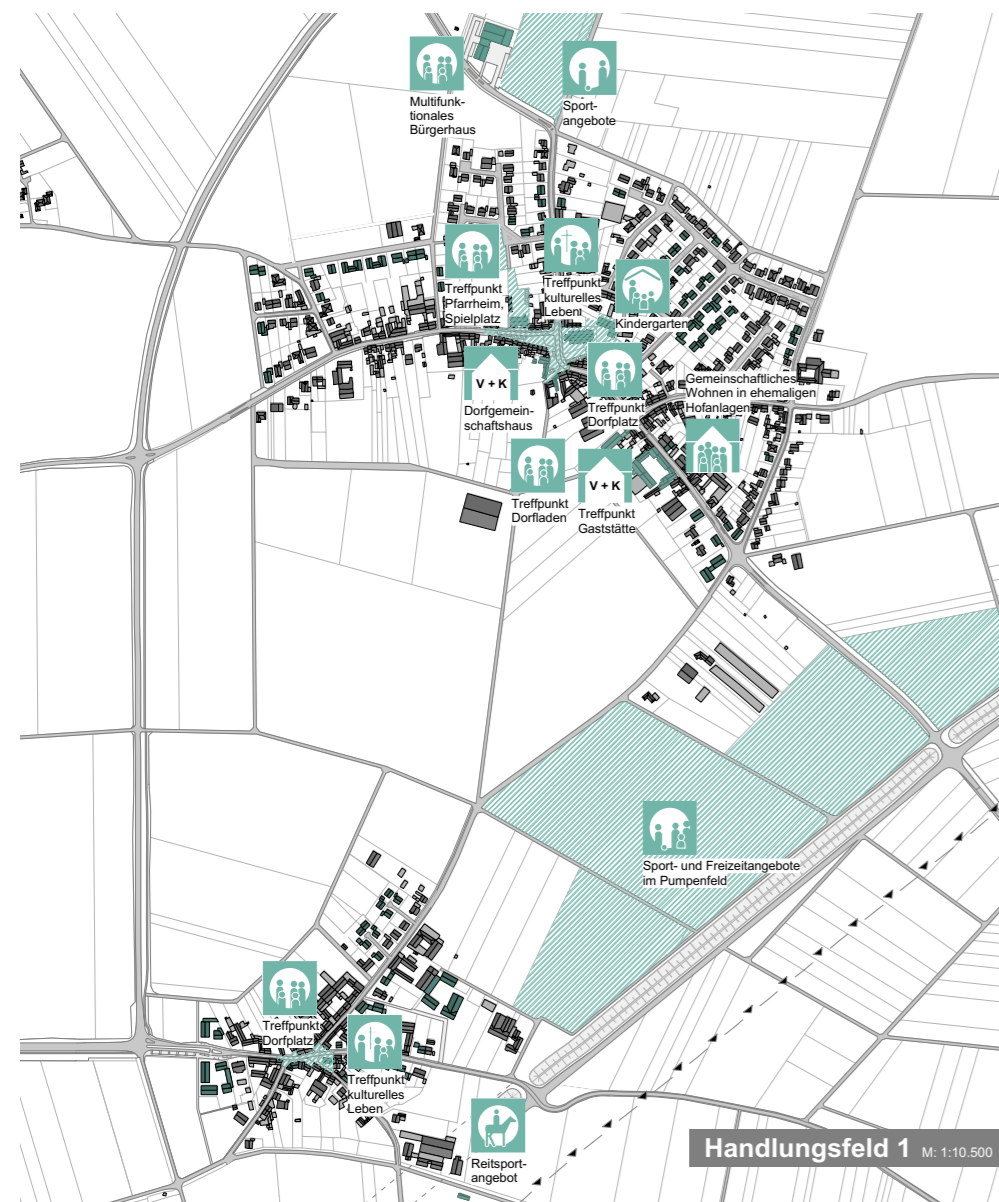 Multifunk-
tionales
Bürgerhaus
Sport-
angebote
Treffpunkt
Pfarrheim,
Spielplatz
Treffpunkt
kulturelles
Leben
Kindergarten
V + K
Dorfgemein-
schaftshaus
Treffpunkt
Dorfplatz
Gemeinschaftliches
Wohnen in ehemaligen
Hofanlagen
Treffpunkt
Dorfladen
V + K
Treffpunkt
Gaststätte
Sport- und Freizeitangebote
im Pumpenfeld
Treffpunkt
Dorfplatz
Treffpunkt
kulturelles
Leben
Reitsport-
angebot
Handlungsfeld 1 M: 1:10.500